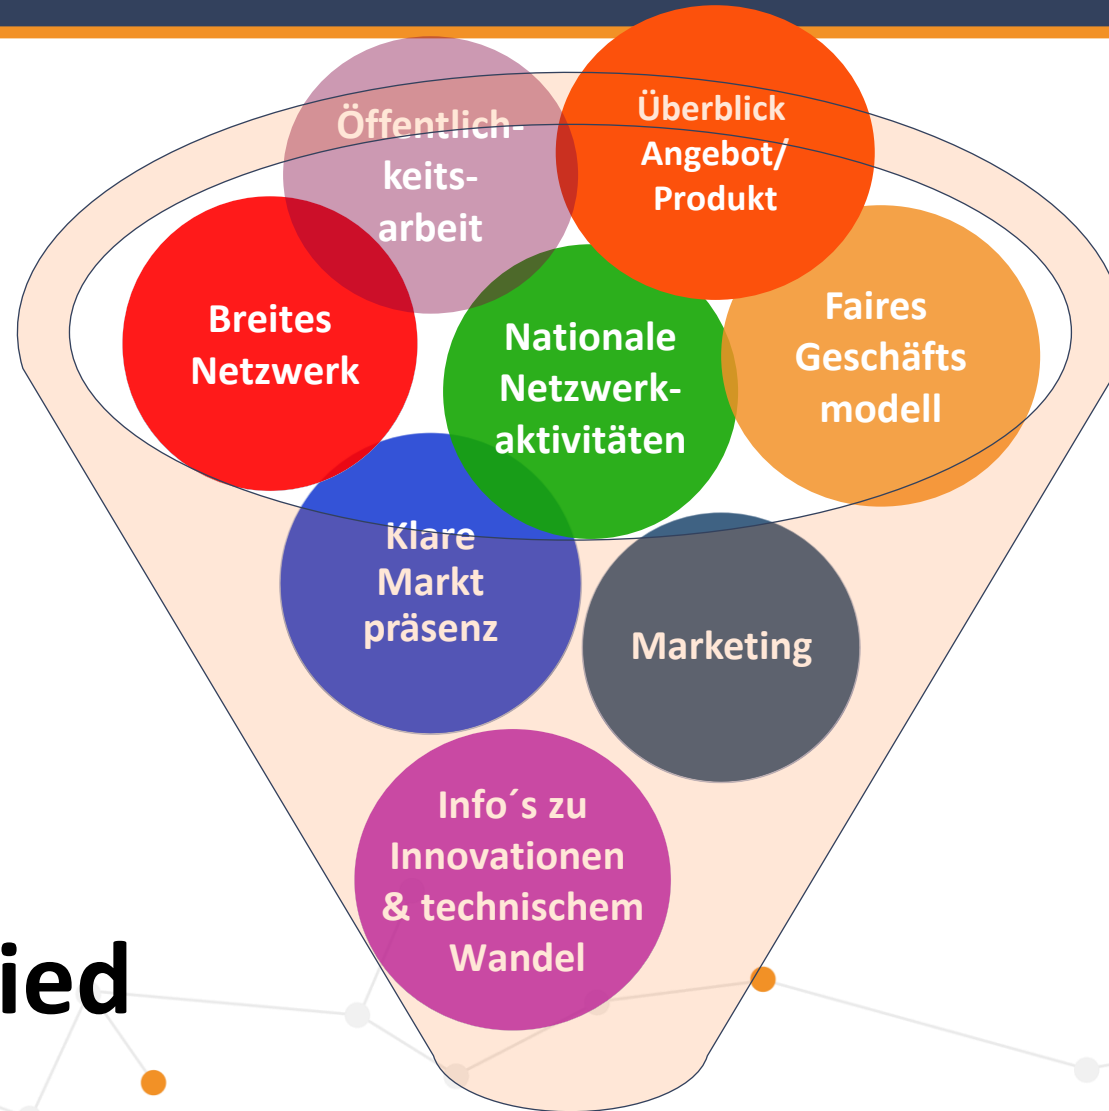 Öffentlich-
keits-
arbeit
Überblick
Angebot/
Produkt
Breites
Netzwerk
Nationale
Netzwerk-
aktivitäten
Faires
Geschäfts
modell
Klare
Markt
präsenz
Marketing
Info´s zu
Innovationen
& technischem
Wandel
ied